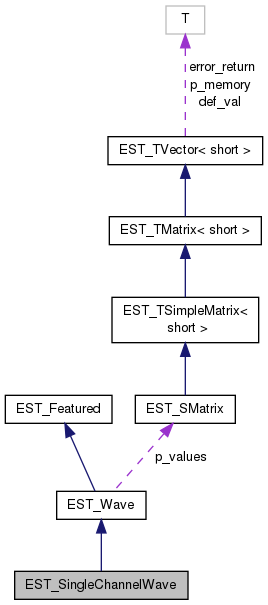 T
error_return
p_memory
def_val
EST_TVector< short >
EST_TMatrix< short >
EST_TSimpleMatrix<
short >
EST_Featured
EST_SMatrix
p_values
EST_Wave
EST_SingleChannelWave